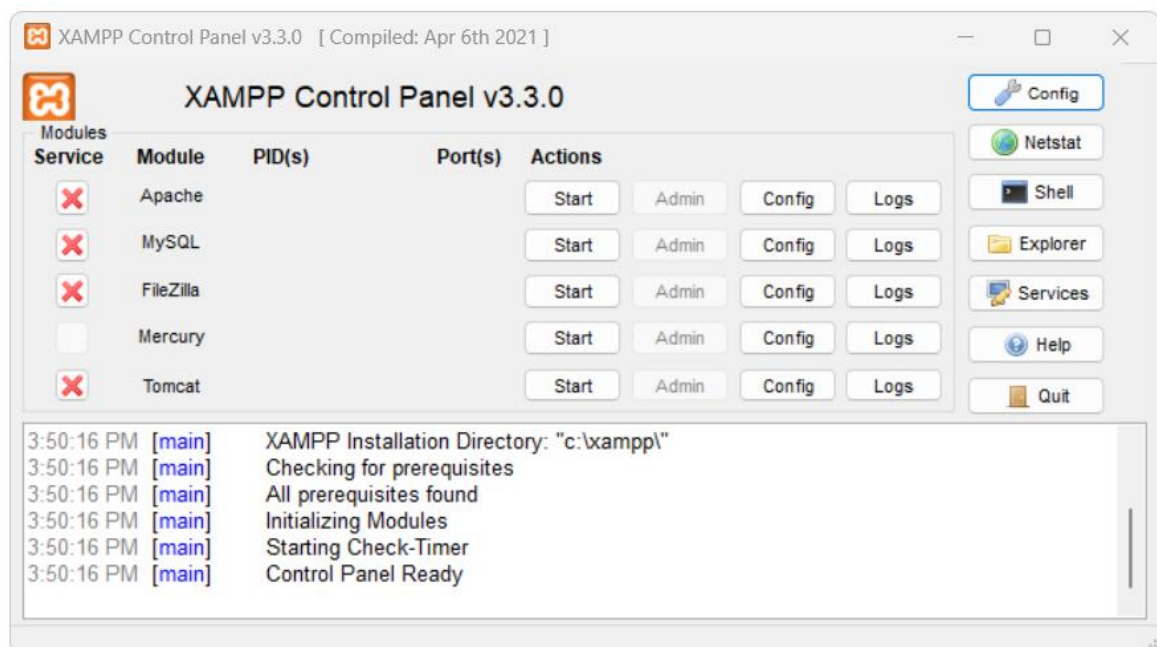 XAMPP Control Panel v3.3.0 [ Compiled: Apr 6th 2021 ]
XAMPP Control Panel v3.3.0
Config
Modules
Netstat
Service Module PID(s) Port(s) Actions
Apache Start Admin Config Logs
Shell
MySQL Start Admin Config Logs
Explorer
FileZilla Start Admin Config Logs
Services
Mercury Start Admin Config Logs
Help
Tomcat Start Admin Config Logs
Quit
3:50:16 PM [main] XAMPP Installation Directory: "c:\xampp\"
3:50:16 PM [main] Checking for prerequisites
3:50:16 PM [main] All prerequisites found
3:50:16 PM [main] Initializing Modules
3:50:16 PM [main] Starting Check-Timer
3:50:16 PM [main] Control Panel Ready